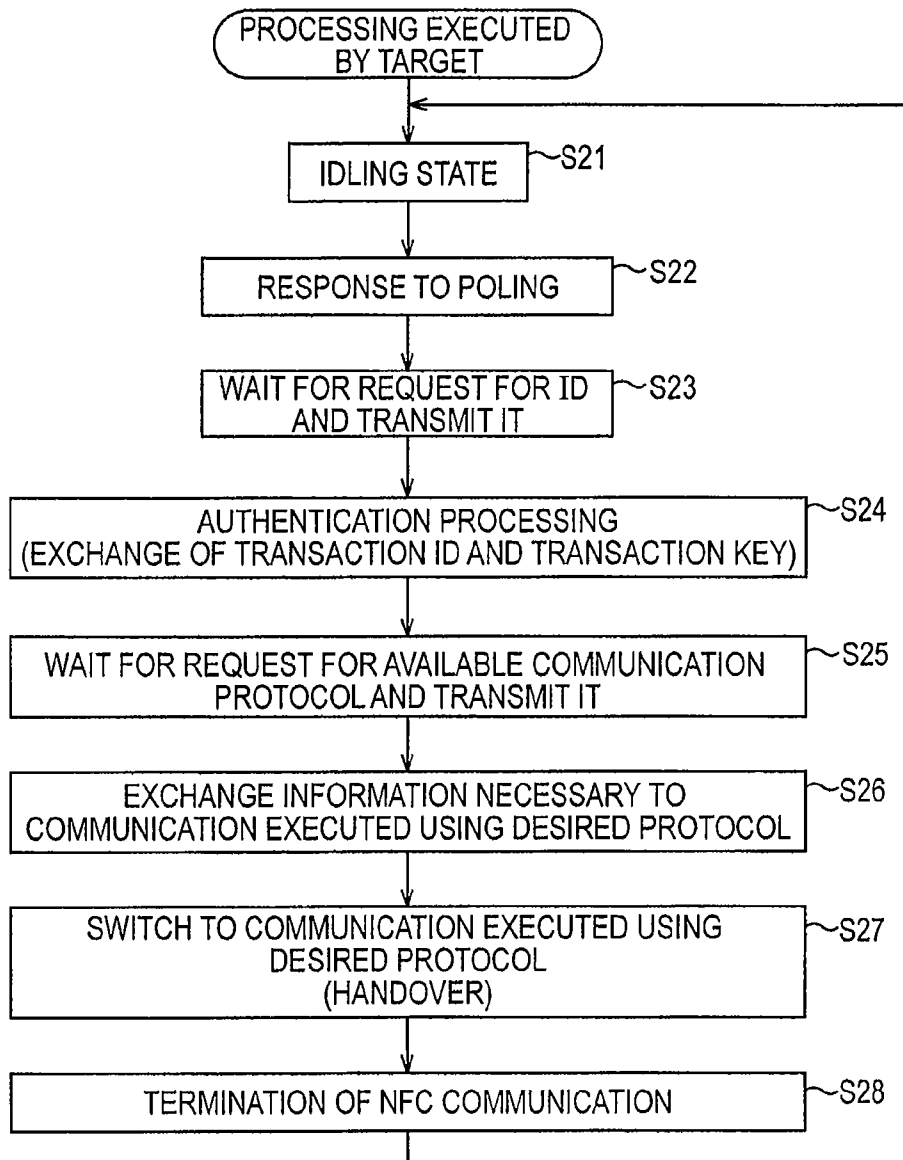 PROCESSING EXECUTED
BY TARGET
IDLING STATE
S21
RESPONSE TO POLING
S22
WAIT FOR REQUEST FOR ID
AND TRANSMIT IT
S23
AUTHENTICATION PROCESSING
(EXCHANGE OF TRANSACTION ID AND TRANSACTION KEY)
S24
WAIT FOR REQUEST FOR AVAILABLE COMMUNICATION
PROTOCOL AND TRANSMIT IT
S25
EXCHANGE INFORMATION NECESSARY TO
COMMUNICATION EXECUTED USING DESIRED PROTOCOL
S26
SWITCH TO COMMUNICATION EXECUTED USING
DESIRED PROTOCOL
(HANDOVER)
S27
TERMINATION OF NFC COMMUNICATION
S28